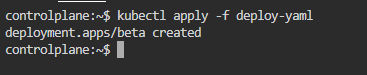 controlplane:~$ kubectl apply -f deploy-yaml
deployment.apps/beta created
controlplane:~$